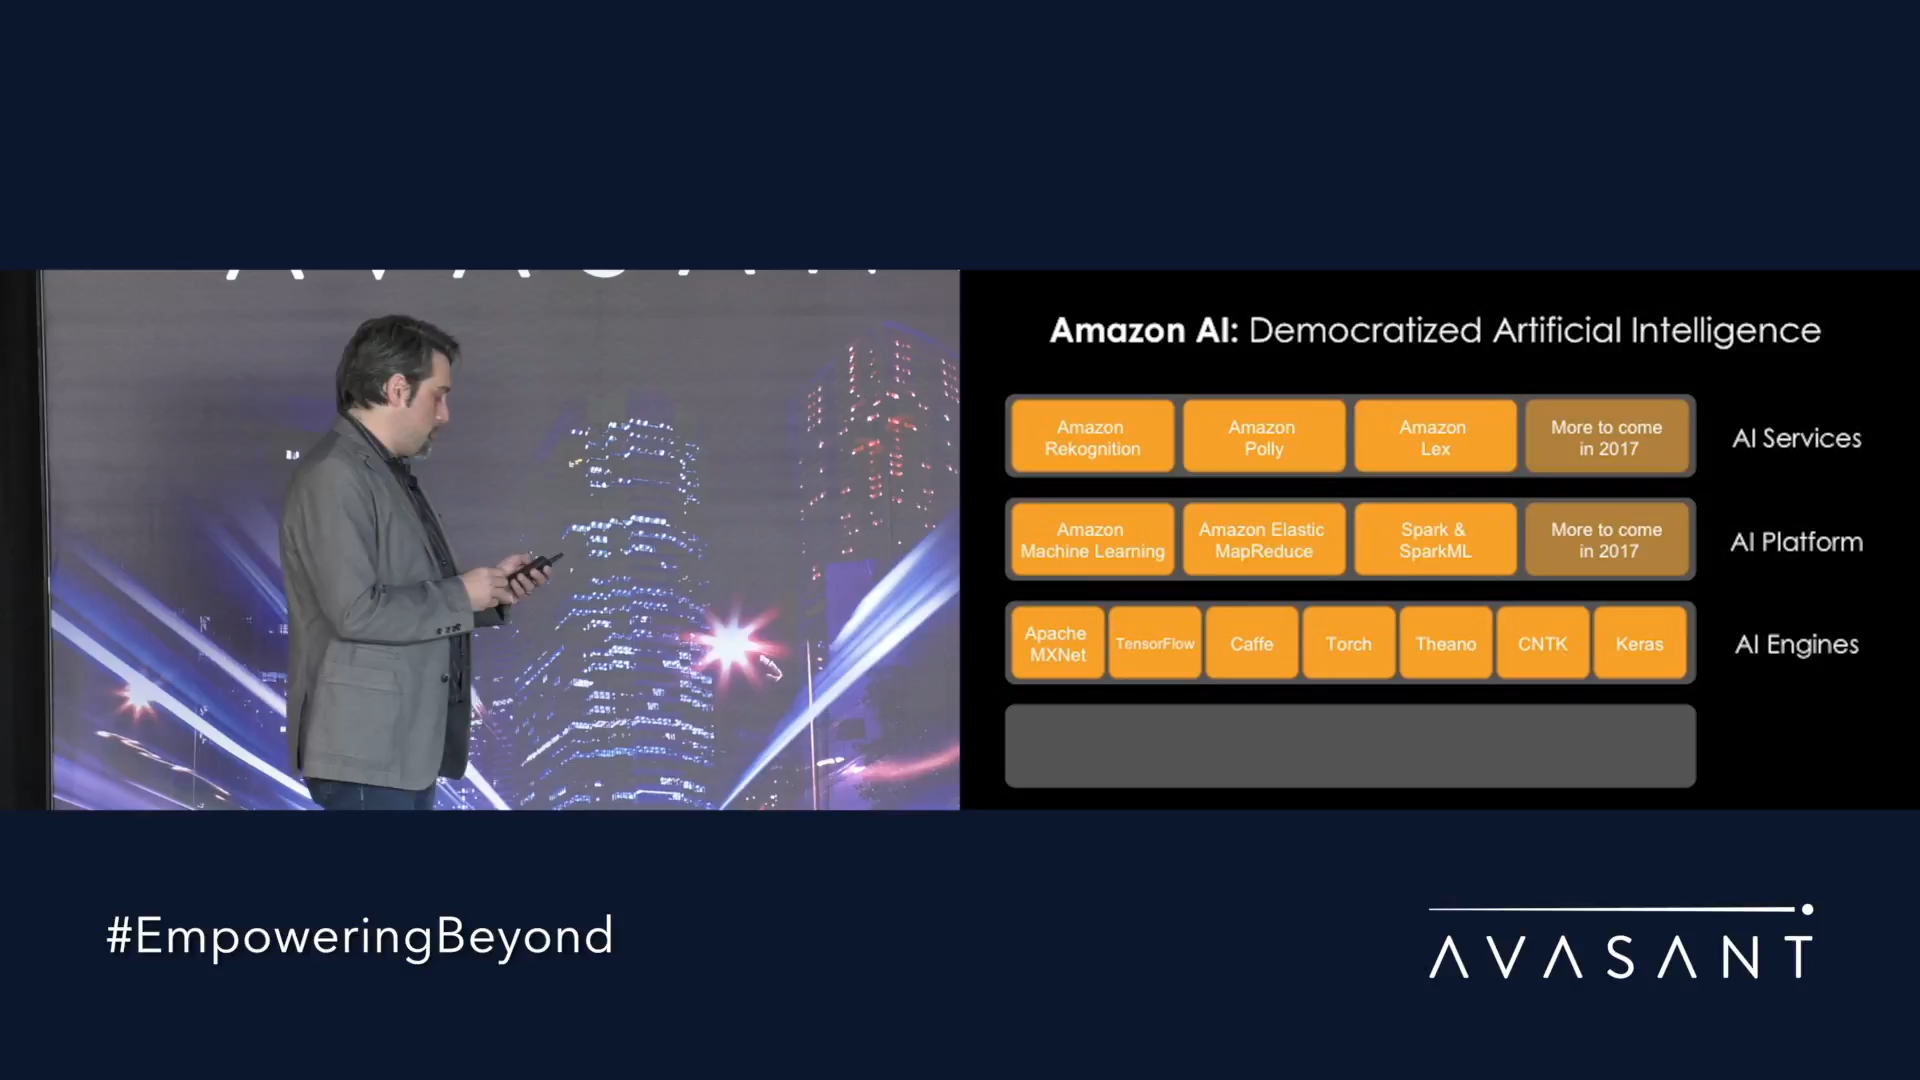 AVASAN
Amazon AI: Democratized Artificial Intelligence
Amazon
Rekognition
Amazon
Polly
Amazon
Lex
More to come
in 2017
AI Services
Amazon
Machine Learning
Amazon Elastic
MapReduce
Spark &
SparkML
More to come
in 2017
AI Platform
Apache
MXNet
TensorFlow
Caffe
Torch
Theano
CNTK
Keras
AI Engines
#EmpoweringBeyond
AVASANT